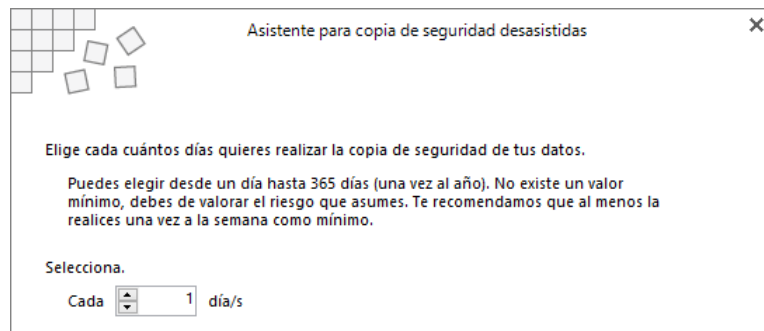 Asistente para copia de seguridad desasistidas
Elige cada cuántos días quieres realizar la copia de seguridad de tus datos.
Puedes elegir desde un día hasta 365 días (una vez al año). No existe un valor
mínimo, debes de valorar el riesgo que asumes. Te recomendamos que al menos la
realices una vez a la semana como mínimo.
Selecciona.
Cada 1 día/s